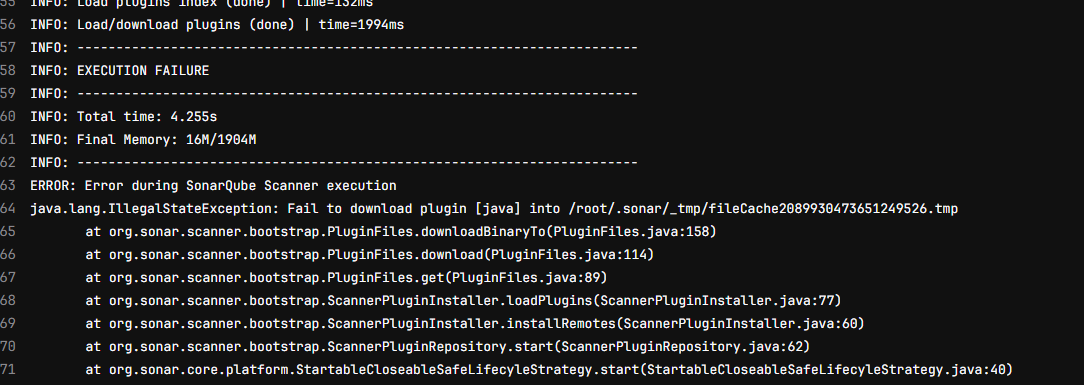 55 INFO: Load plugins index (done) | time=132ms
56 INFO: Load/download plugins (done) | time=1994ms
57 INFO: ------------------------------------------------------------------------
58 INFO: EXECUTION FAILURE
59 INFO: ------------------------------------------------------------------------
60 INFO: Total time: 4.255s
61 INFO: Final Memory: 16M/1904M
62 INFO: ------------------------------------------------------------------------
63 ERROR: Error during SonarQube Scanner execution
64 java.lang.IllegalStateException: Fail to download plugin [java] into /root/.sonar/_tmp/fileCache2089930473651249526.tmp
65 at org.sonar.scanner.bootstrap.PluginFiles.downloadBinaryTo(PluginFiles.java:158)
66 at org.sonar.scanner.bootstrap.PluginFiles.download(PluginFiles.java:114)
67 at org.sonar.scanner.bootstrap.PluginFiles.get(PluginFiles.java:89)
68 at org.sonar.scanner.bootstrap.ScannerPluginInstaller.loadPlugins(ScannerPluginInstaller.java:77)
69 at org.sonar.scanner.bootstrap.ScannerPluginInstaller.installRemotes(ScannerPluginInstaller.java:60)
70 at org.sonar.scanner.bootstrap.ScannerPluginRepository.start(ScannerPluginRepository.java:62)
71 at org.sonar.core.platform.StartableCloseableSafeLifecyleStrategy.start(StartableCloseableSafeLifecyleStrategy.java:40)